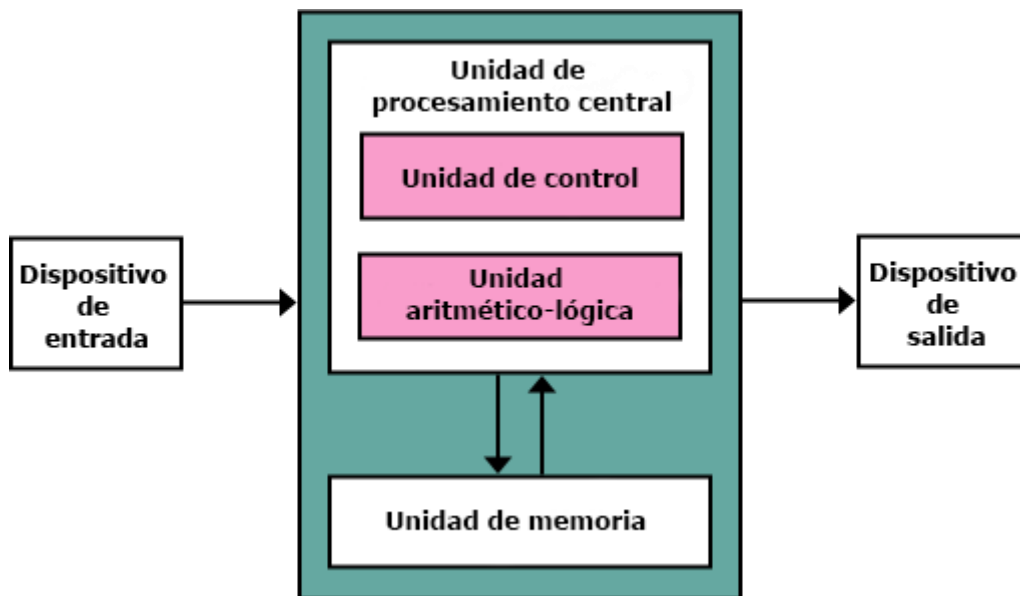 Unidad de
procesamiento central
Unidad de control
Unidad
aritmético-lógica
Dispositivo
de
entrada
Dispositivo
de
salida
Unidad de memoria